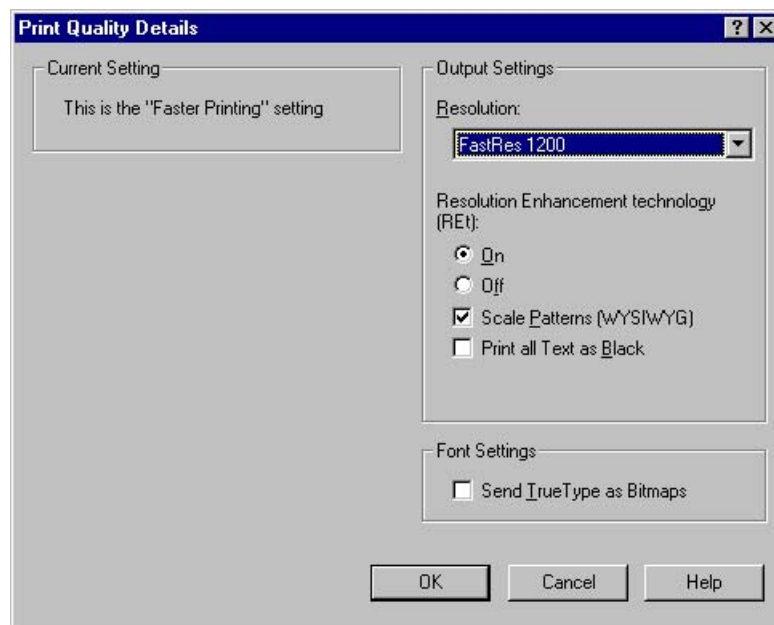 Print Quality Details
Current Setting
This is the "Faster Printing" setting
Output Settings
Resolution:
FastRes 1200
Resolution Enhancement technology
(REt):
On
Off
Scale Patterns (WYSIWYG)
Print all Text as Black
Font Settings
Send TrueType as Bitmaps
OK
Cancel
Help